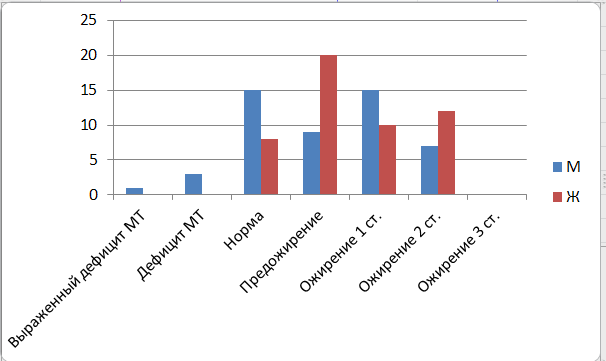 25
20
15
10
5
0
Выраженный дефицит МТ
Дефицит МТ
Норма
Предожирение
Ожирение 1 ст.
Ожирение 2 ст.
Ожирение 3 ст.
М
Ж